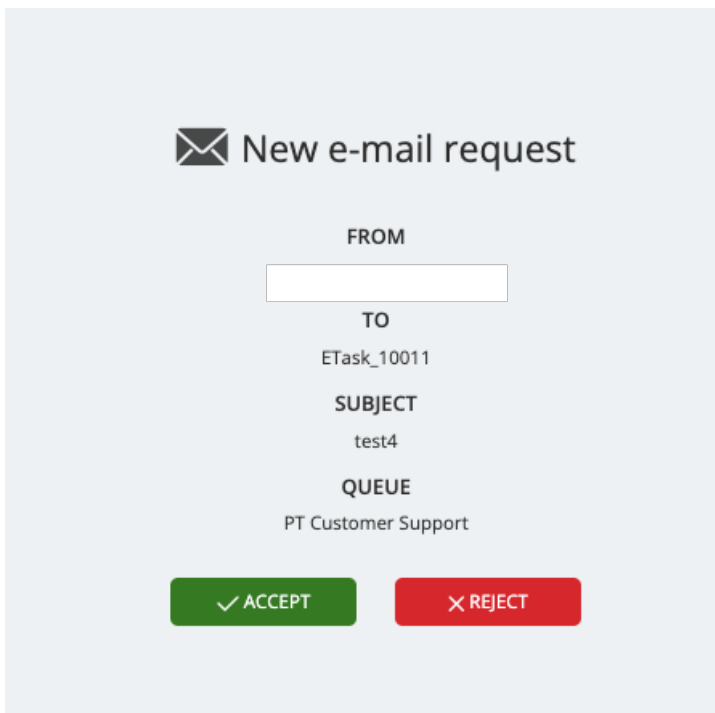 New e-mail request
FROM
TO
ETask_10011
SUBJECT
test4
QUEUE
PT Customer Support
ACCEPT
REJECT